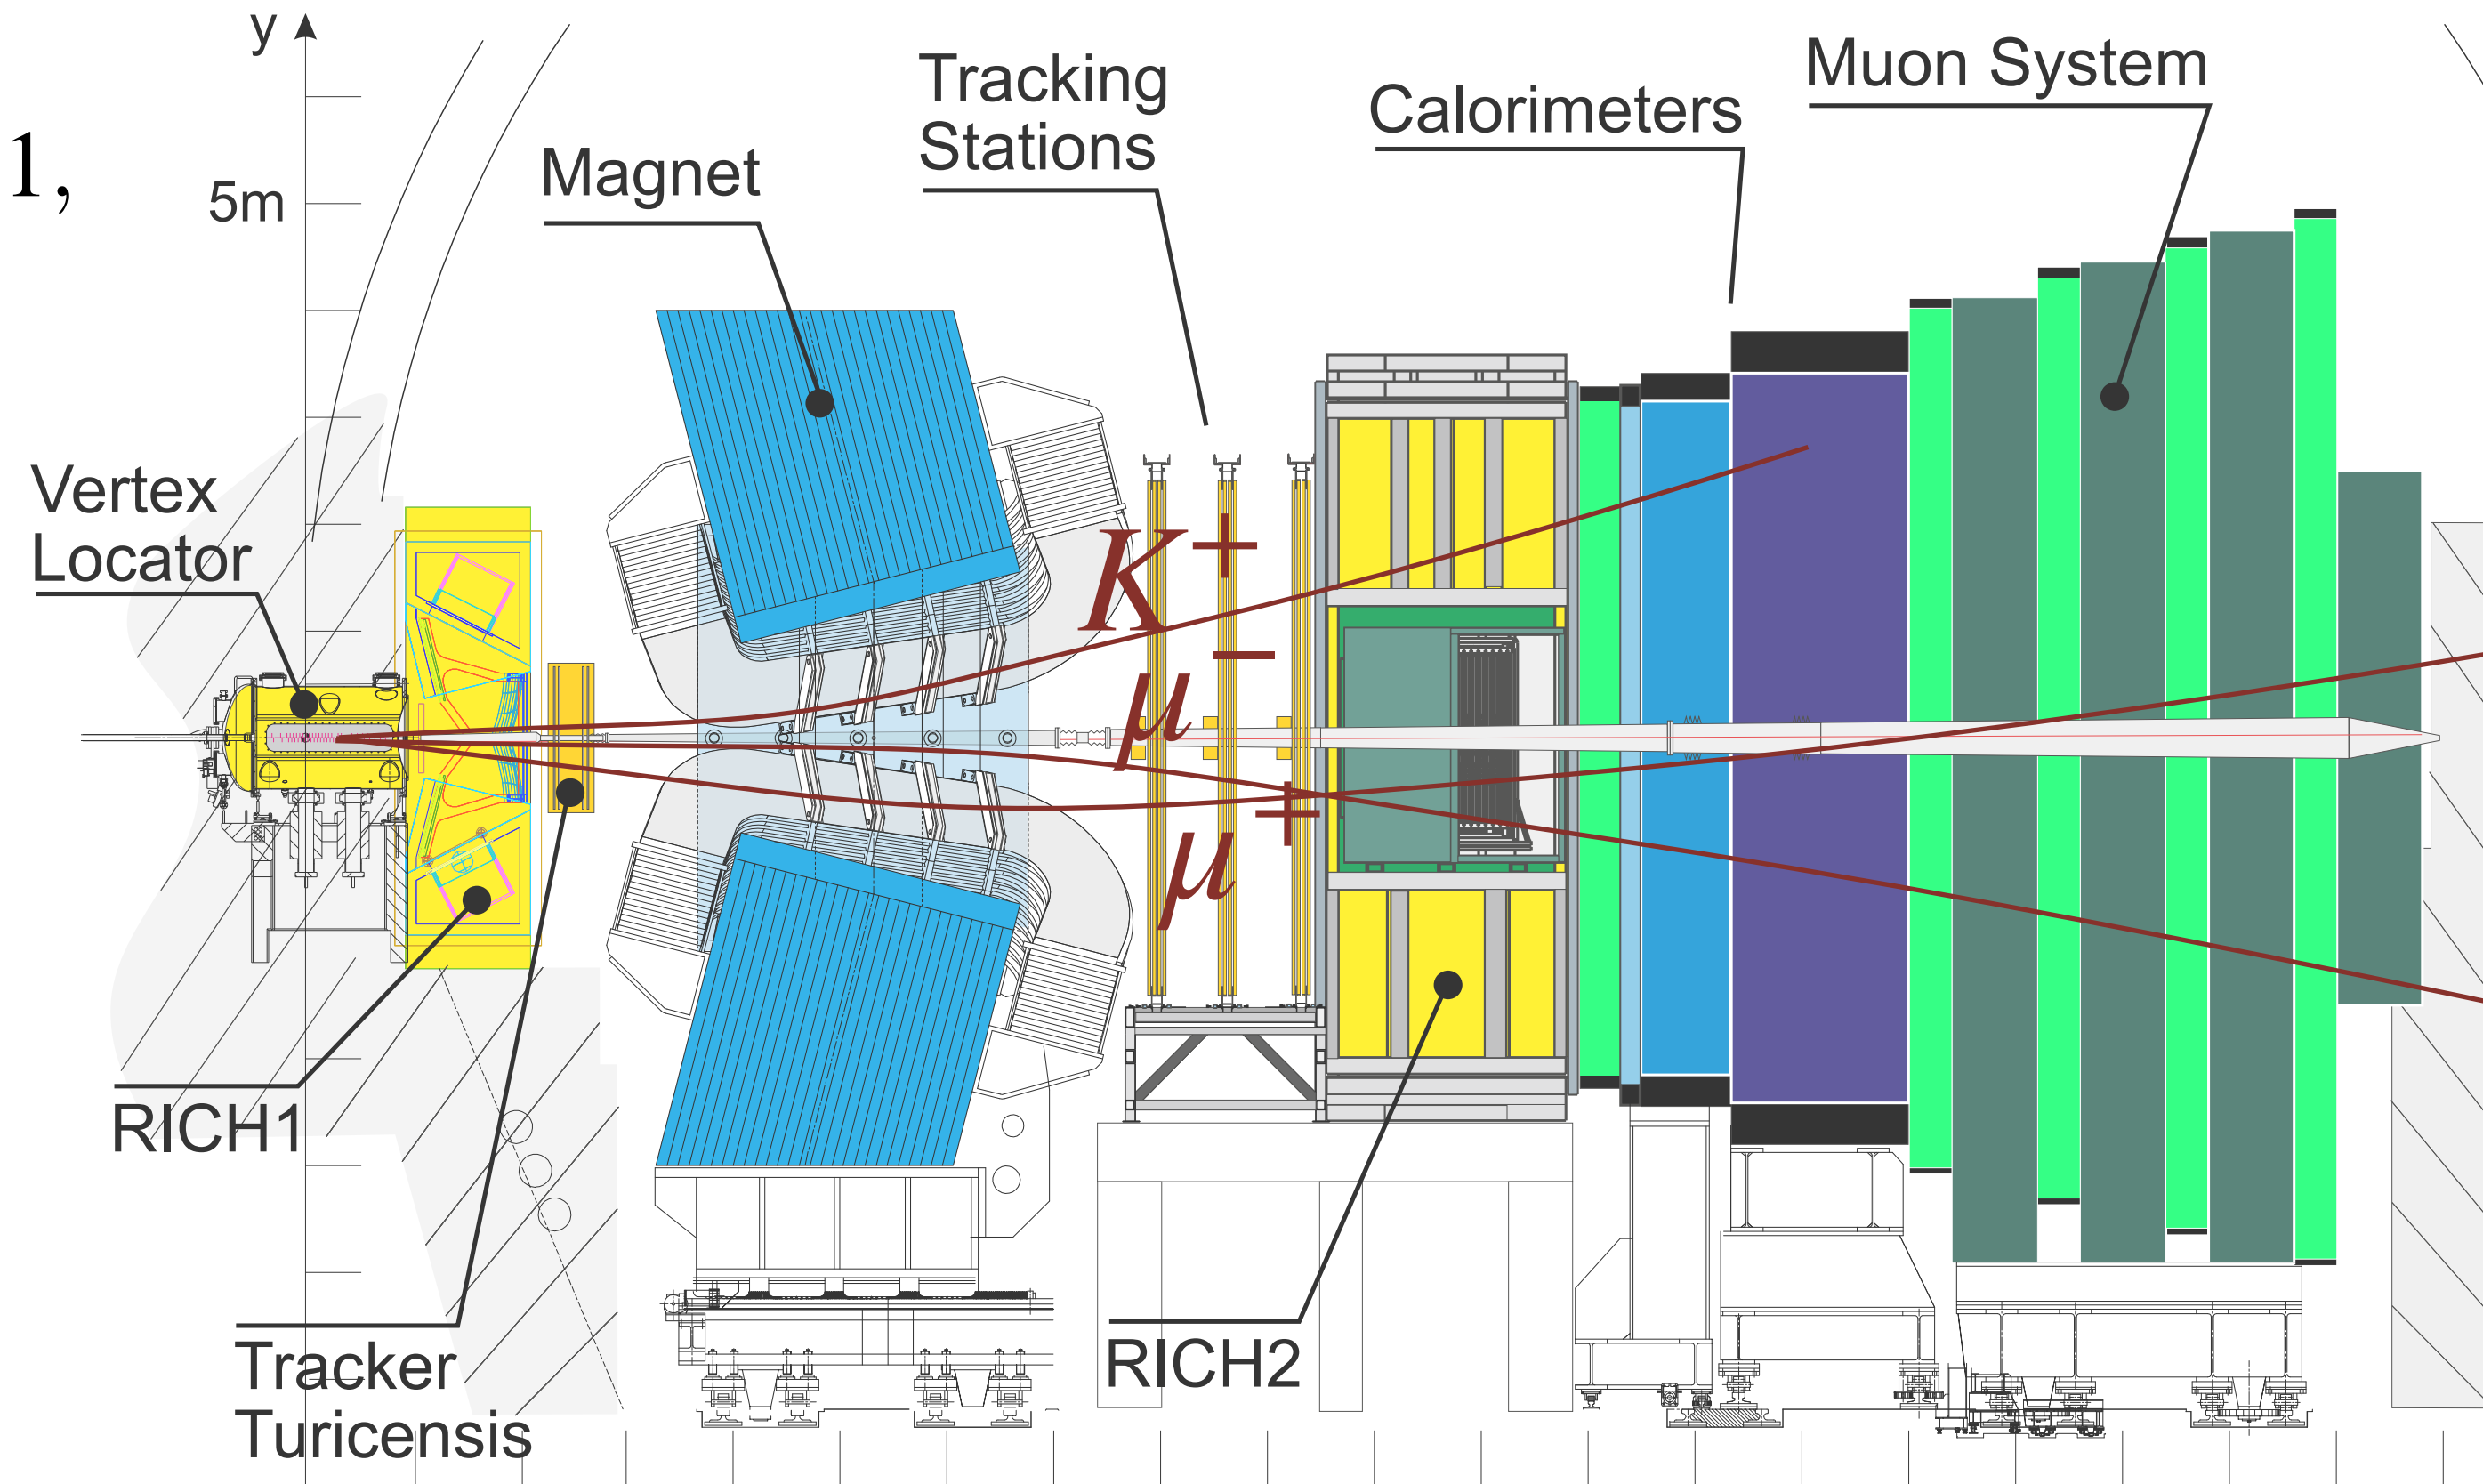 y
1,
5m
Tracking
Stations
Magnet
Calorimeters
Muon System
Vertex
Locator
K+
μ−
μ+
RICH1
Tracker
Turicensis
RICH2